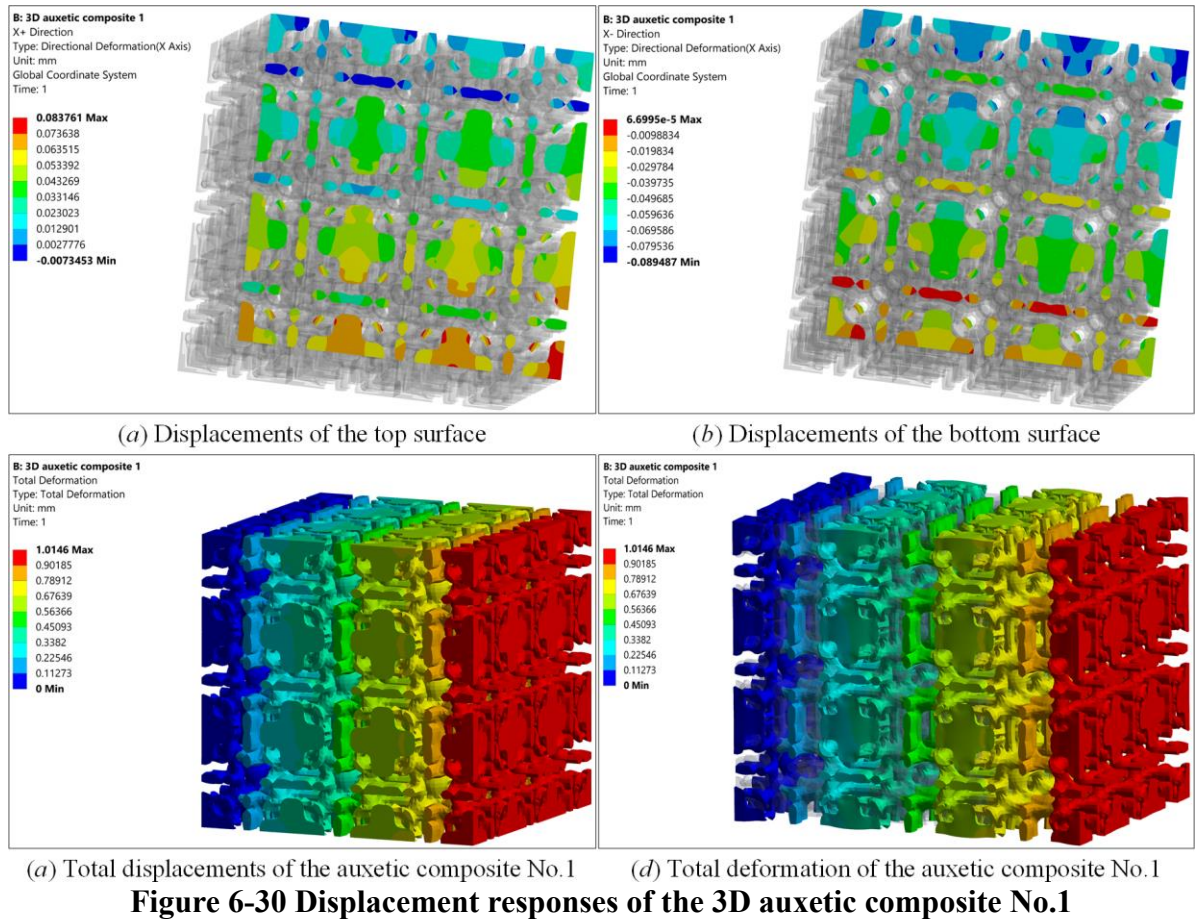 B: 3D auxetic composite 1
X+ Direction
Type: Directional Deformation(X Axis)
Unit: mm
Global Coordinate System
Time: 1
0.083761 Max
0.073638
0.063515
0.053392
0.043269
0.033146
0.023023
0.012901
0.0027776
-0.0073453 Min
(a) Displacements of the top surface
B: 3D auxetic composite 1
X- Direction
Type: Directional Deformation(X Axis)
Unit: mm
Global Coordinate System
Time: 1
6.6995e-5 Max
-0.0098834
-0.019834
-0.029784
-0.039735
-0.049685
-0.059636
-0.069586
-0.079536
-0.089487 Min
(b) Displacements of the bottom surface
B: 3D auxetic composite 1
Total Deformation
Type: Total Deformation
Unit: mm
Time: 1
1.0146 Max
0.90185
0.78912
0.67639
0.56366
0.45093
0.3382
0.22546
0.11273
0 Min
(a) Total displacements of the auxetic composite No.1
B: 3D auxetic composite 1
Total Deformation
Type: Total Deformation
Unit: mm
Time: 1
1.0146 Max
0.90185
0.78912
0.67639
0.56366
0.45093
0.3382
0.22546
0.11273
0 Min
(d) Total deformation of the auxetic composite No.1
Figure 6-30 Displacement responses of the 3D auxetic composite No.1